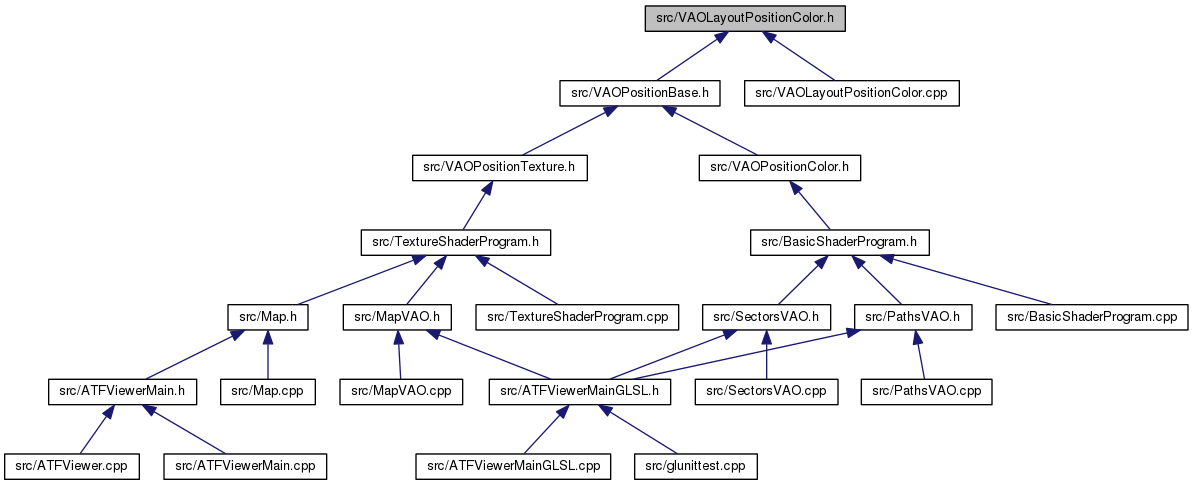 src/VAOLayoutPositionColor.h
src/VAOPositionBase.h
src/VAOLayoutPositionColor.cpp
src/VAOPositionTexture.h
src/VAOPositionColor.h
src/TextureShaderProgram.h
src/BasicShaderProgram.h
src/Map.h
src/MapVAO.h
src/TextureShaderProgram.cpp
src/SectorsVAO.h
src/PathsVAO.h
src/BasicShaderProgram.cpp
src/ATFViewerMain.h
src/Map.cpp
src/MapVAO.cpp
src/ATFViewerMainGLSL.h
src/SectorsVAO.cpp
src/PathsVAO.cpp
src/ATFViewer.cpp
src/ATFViewerMain.cpp
src/ATFViewerMainGLSL.cpp
src/glunittest.cpp